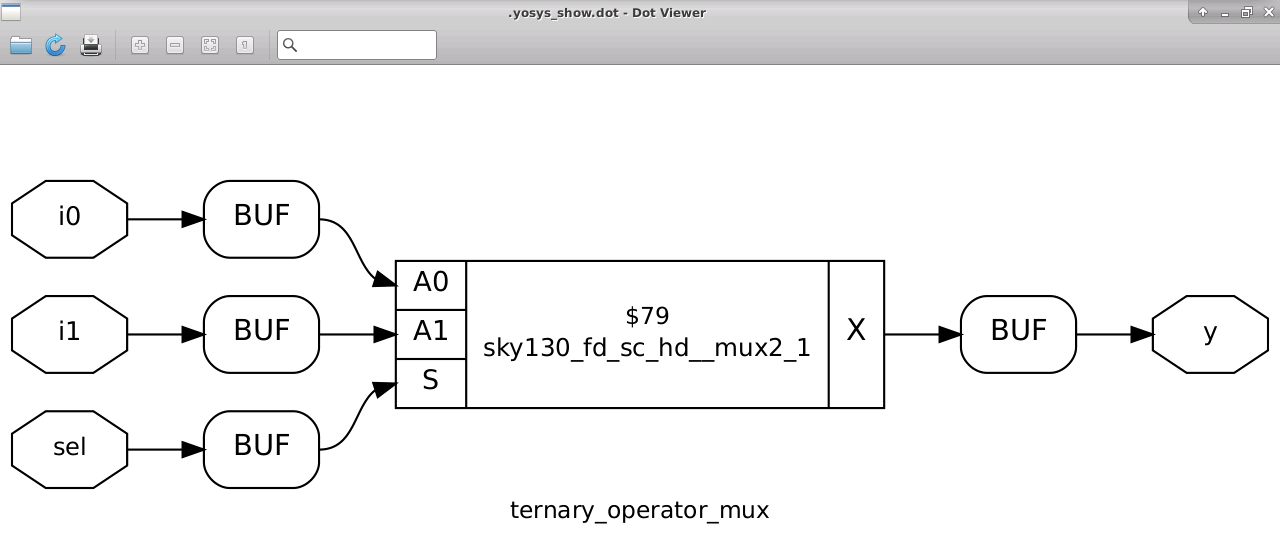 .yosys_show.dot - Dot Viewer
i0
BUF
A0
i1
BUF
A1
$79
sky130_fd_sc_hd__mux2_1
X
BUF
y
S
sel
BUF
ternary_operator_mux